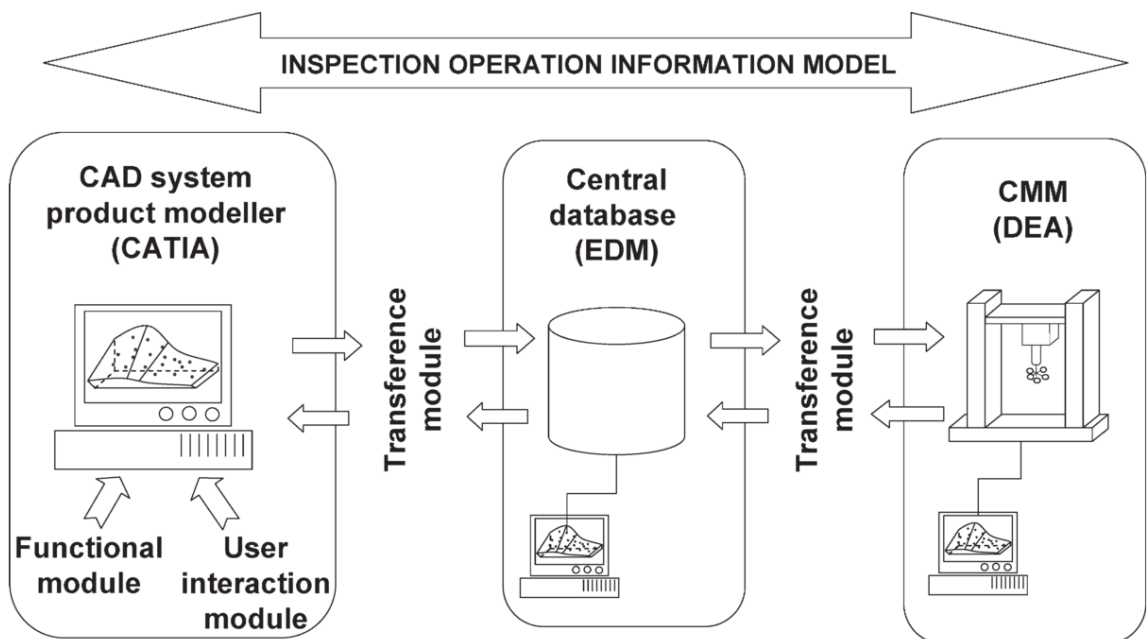 INSPECTION OPERATION INFORMATION MODEL
CAD system
product modeller
(CATIA)
Functional
module
User
interaction
module
Transference
module
Central
database
(EDM)
Transference
module
CMM
(DEA)